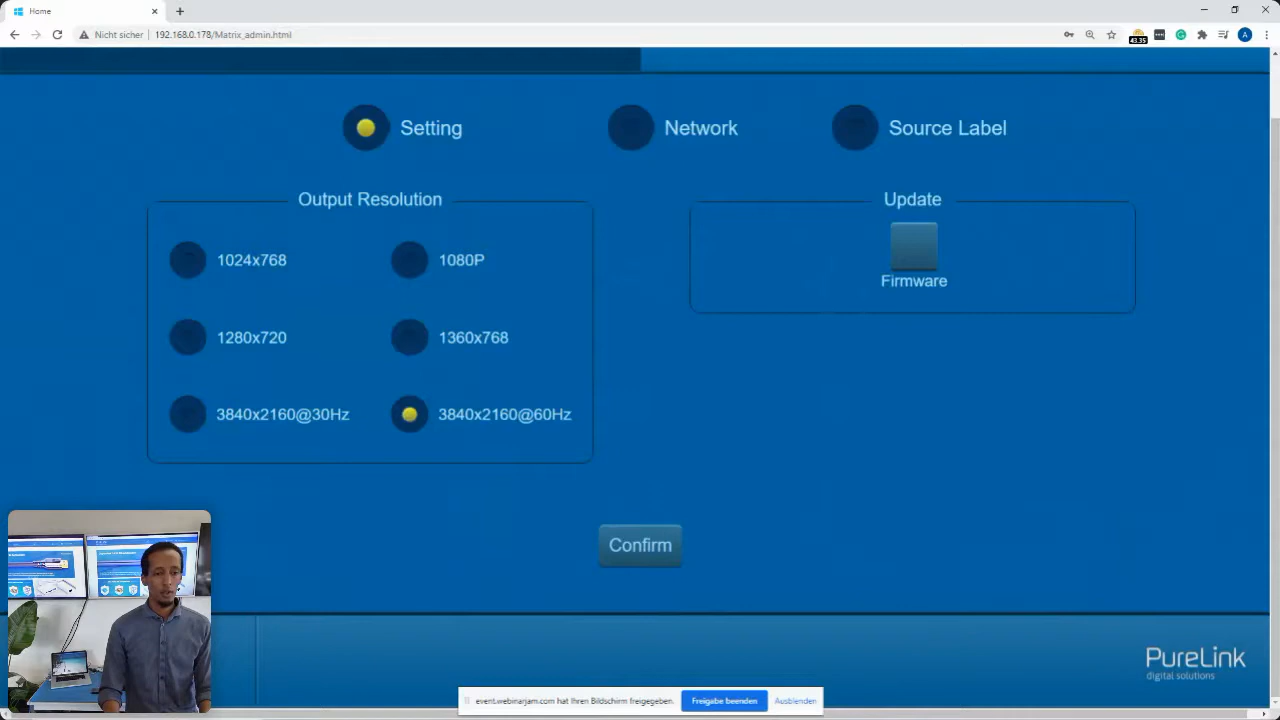 Home
Nicht sicher 192.168.0.178/Matrix_admin.html
43.35
A
Setting Network Source Label
Output Resolution
1024x768 1080P
1280x720 1360x768
3840x2160@30Hz 3840x2160@60Hz
Update
Firmware
Confirm
PureLink
digital solutions
event.webinarjam.com hat Ihren Bildschirm freigegeben. Freigabe beenden Ausblenden